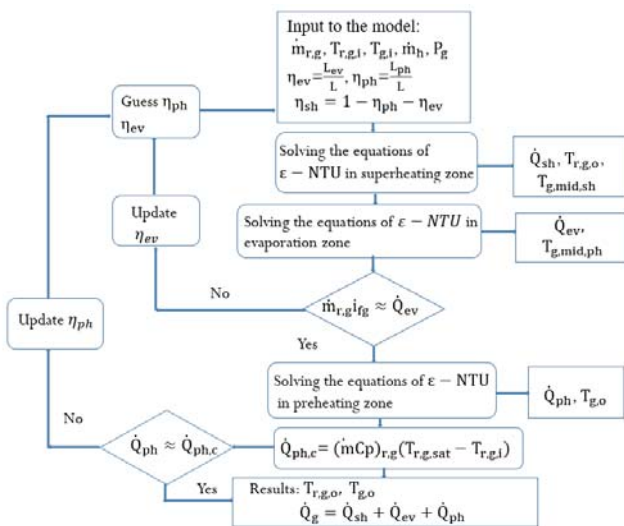 Input to the model:
ṁr,g, Tr,g,i, Tg,i, ṁh, Pg
ηev=Lev/L, ηph=Lph/L
ηsh = 1 − ηph − ηev
Guess ηph
ηev
Solving the equations of
ε − NTU in superheating zone
Q̇sh, Tr,g,o,
Tg,mid,sh
Update
ηev
Solving the equations of ε − NTU in
evaporation zone
Q̇ev,
Tg,mid,ph
No
ṁr,g ifg ≈ Q̇ev
Update ηph
Yes
Solving the equations of ε − NTU
in preheating zone
Q̇ph, Tg,o
No
Q̇ph ≈ Q̇ph,c
Q̇ph,c= (ṁCp)r,g(Tr,g,sat − Tr,g,i)
Yes
Results: Tr,g,o, Tg,o
Q̇g = Q̇sh + Q̇ev + Q̇ph